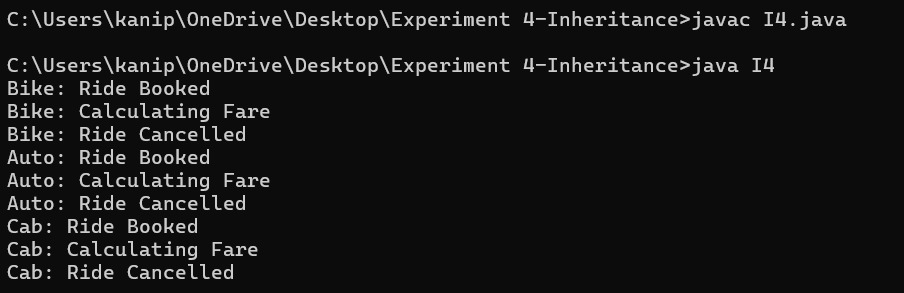 C:\Users\kanip\OneDrive\Desktop\Experiment 4-Inheritance>javac I4.java
C:\Users\kanip\OneDrive\Desktop\Experiment 4-Inheritance>java I4
Bike: Ride Booked
Bike: Calculating Fare
Bike: Ride Cancelled
Auto: Ride Booked
Auto: Calculating Fare
Auto: Ride Cancelled
Cab: Ride Booked
Cab: Calculating Fare
Cab: Ride Cancelled